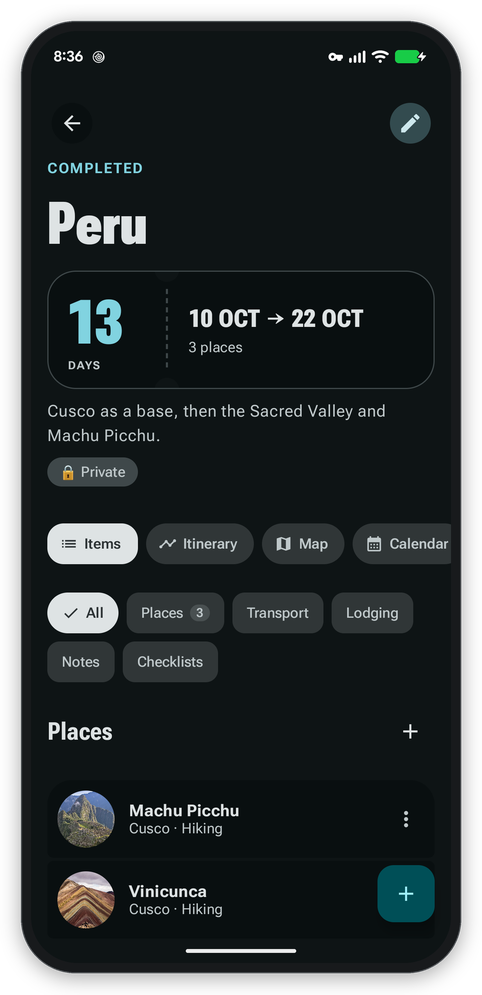 8:36
COMPLETED
Peru
13
DAYS
10 OCT → 22 OCT
3 places
Cusco as a base, then the Sacred Valley and
Machu Picchu.
Private
Items Itinerary Map Calendar
All Places 3 Transport Lodging
Notes Checklists
Places
Machu Picchu
Cusco · Hiking
Vinicunca
Cusco · Hiking